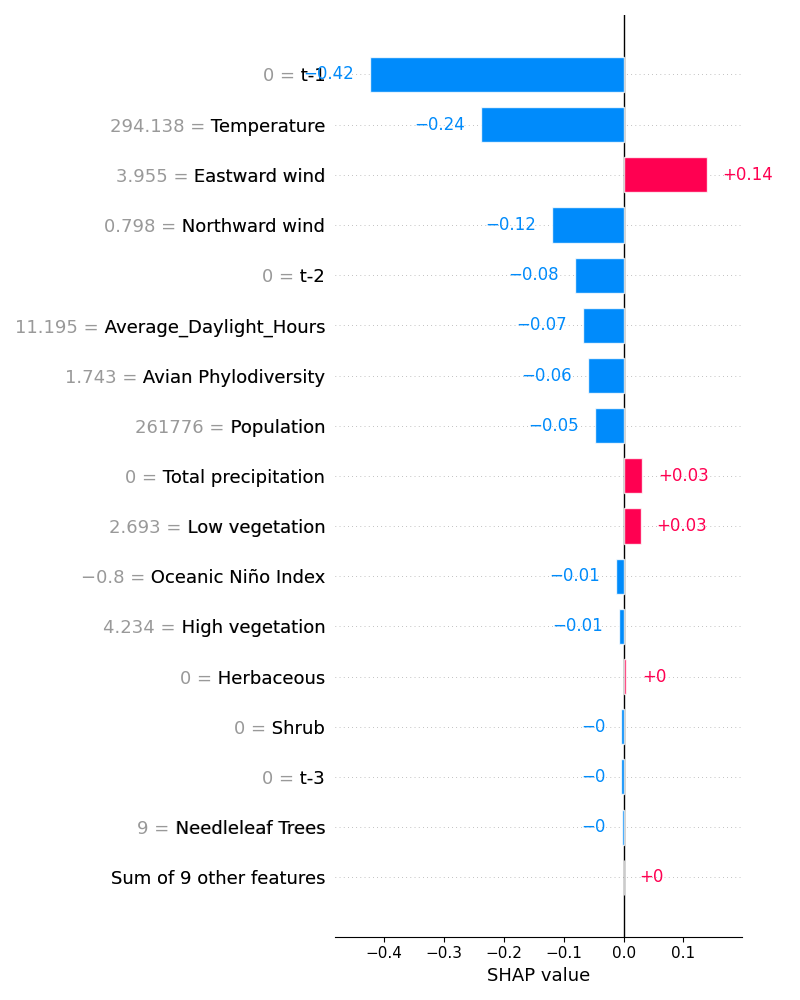 0 = t-1 −0.42
294.138 = Temperature −0.24
3.955 = Eastward wind +0.14
0.798 = Northward wind −0.12
0 = t-2 −0.08
11.195 = Average_Daylight_Hours −0.07
1.743 = Avian Phylodiversity −0.06
261776 = Population −0.05
0 = Total precipitation +0.03
2.693 = Low vegetation +0.03
−0.8 = Oceanic Niño Index −0.01
4.234 = High vegetation −0.01
0 = Herbaceous +0
0 = Shrub −0
0 = t-3 −0
9 = Needleleaf Trees −0
Sum of 9 other features +0
−0.4 −0.3 −0.2 −0.1 0.0 0.1
SHAP value